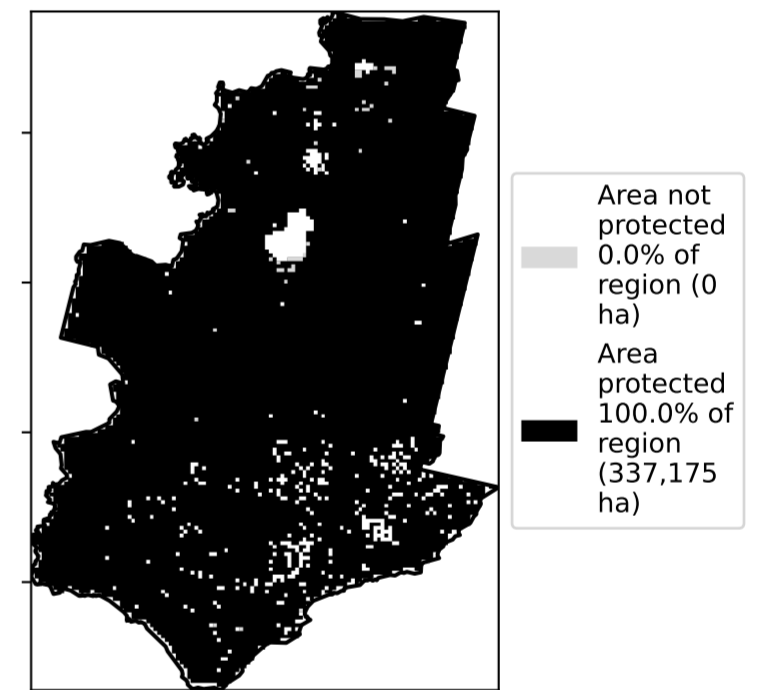 Area not
protected
0.0% of
region (0
ha)
Area
protected
100.0% of
region
(337,175
ha)